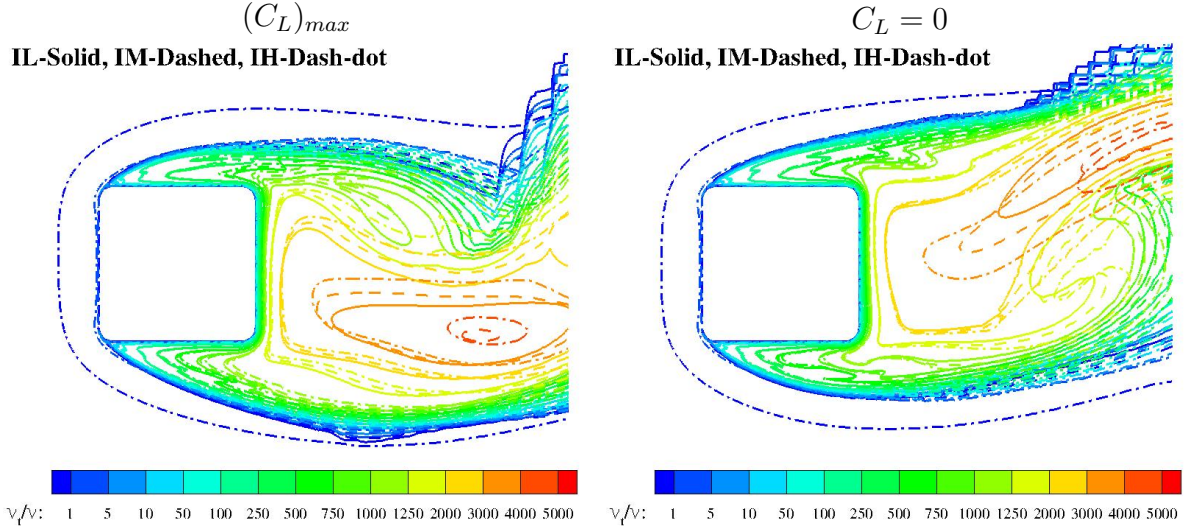 (C_L)_{max}
IL-Solid, IM-Dashed, IH-Dash-dot
ν_t/ν: 1 5 10 50 100 250 500 750 1000 1250 2000 3000 4000 5000
C_L = 0
IL-Solid, IM-Dashed, IH-Dash-dot
ν_t/ν: 1 5 10 50 100 250 500 750 1000 1250 2000 3000 4000 5000